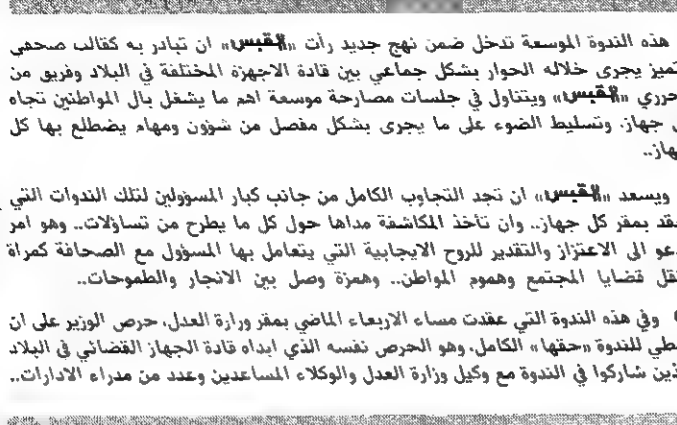 هذه الندوة الموسعة تدخل ضمن نهج جديد رأت «القبس» ان تبادر به كقالب صحفي
تميز يجرى خلاله الحوار بشكل جماعي بين قادة الاجهزة المختلفة في البلاد وفريق من
حرري «القبس» ويتناول في جلسات مصارحة موسعة اهم ما يشغل بال المواطنين تجاه
جهاز. وتسليط الضوء على ما يجرى بشكل مفصل من شؤون ومهام يضطلع بها كل
هاز..
ويسعد «القبس» ان تجد التجاوب الكامل من جانب كبار المسؤولين لتلك الندوات التي
قد بمقر كل جهاز.. وان تأخذ المكاشفة مداها حول كل ما يطرح من تساؤلات.. وهو امر
دعو الى الاعتزاز والتقدير للروح الايجابية التي يتعامل بها المسؤول مع الصحافة كمراة
نقل قضايا المجتمع وهموم المواطن.. وهمزة وصل بين الانجاز والطموحات..
وفي هذه الندوة التي عقدت مساء الاربعاء الماضي بمقر ورارة العدل، حرص الوزير على ان
طي للندوة «حقها» الكامل، وهو الحرص نفسه الذي ابداه قادة الجهاز القضائي في البلاد
ذين شاركوا في الندوة مع وكيل وزارة العدل والوكلاء المساعدين وعدد من مدراء الادارات..